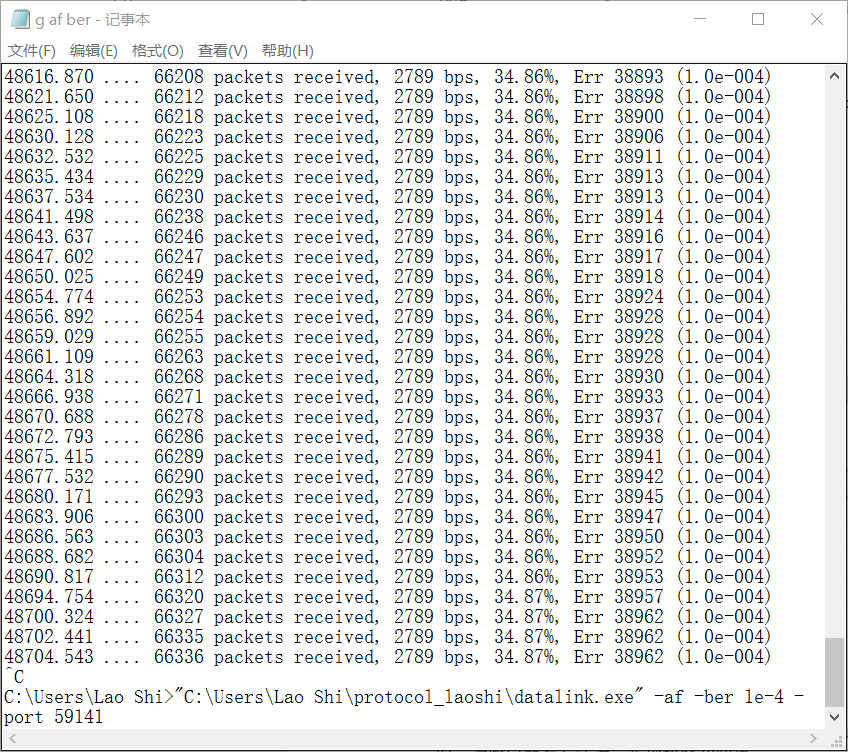 g af ber - 记事本
文件(F) 编辑(E) 格式(O) 查看(V) 帮助(H)
48616.870 .... 66208 packets received, 2789 bps, 34.86%, Err 38893 (1.0e-004)
48621.650 .... 66212 packets received, 2789 bps, 34.86%, Err 38898 (1.0e-004)
48625.108 .... 66218 packets received, 2789 bps, 34.86%, Err 38900 (1.0e-004)
48630.128 .... 66223 packets received, 2789 bps, 34.86%, Err 38906 (1.0e-004)
48632.532 .... 66225 packets received, 2789 bps, 34.86%, Err 38911 (1.0e-004)
48635.434 .... 66229 packets received, 2789 bps, 34.86%, Err 38913 (1.0e-004)
48637.534 .... 66230 packets received, 2789 bps, 34.86%, Err 38913 (1.0e-004)
48641.498 .... 66238 packets received, 2789 bps, 34.86%, Err 38914 (1.0e-004)
48643.637 .... 66246 packets received, 2789 bps, 34.86%, Err 38916 (1.0e-004)
48647.602 .... 66247 packets received, 2789 bps, 34.86%, Err 38917 (1.0e-004)
48650.025 .... 66249 packets received, 2789 bps, 34.86%, Err 38918 (1.0e-004)
48654.774 .... 66253 packets received, 2789 bps, 34.86%, Err 38924 (1.0e-004)
48656.892 .... 66254 packets received, 2789 bps, 34.86%, Err 38928 (1.0e-004)
48659.029 .... 66255 packets received, 2789 bps, 34.86%, Err 38928 (1.0e-004)
48661.109 .... 66263 packets received, 2789 bps, 34.86%, Err 38928 (1.0e-004)
48664.318 .... 66268 packets received, 2789 bps, 34.86%, Err 38930 (1.0e-004)
48666.938 .... 66271 packets received, 2789 bps, 34.86%, Err 38933 (1.0e-004)
48670.688 .... 66278 packets received, 2789 bps, 34.86%, Err 38937 (1.0e-004)
48672.793 .... 66286 packets received, 2789 bps, 34.86%, Err 38938 (1.0e-004)
48675.415 .... 66289 packets received, 2789 bps, 34.86%, Err 38941 (1.0e-004)
48677.532 .... 66290 packets received, 2789 bps, 34.86%, Err 38942 (1.0e-004)
48680.171 .... 66293 packets received, 2789 bps, 34.86%, Err 38945 (1.0e-004)
48683.906 .... 66300 packets received, 2789 bps, 34.86%, Err 38947 (1.0e-004)
48686.563 .... 66303 packets received, 2789 bps, 34.86%, Err 38950 (1.0e-004)
48688.682 .... 66304 packets received, 2789 bps, 34.86%, Err 38952 (1.0e-004)
48690.817 .... 66312 packets received, 2789 bps, 34.86%, Err 38953 (1.0e-004)
48694.754 .... 66320 packets received, 2789 bps, 34.87%, Err 38957 (1.0e-004)
48700.324 .... 66327 packets received, 2789 bps, 34.87%, Err 38962 (1.0e-004)
48702.441 .... 66335 packets received, 2789 bps, 34.87%, Err 38962 (1.0e-004)
48704.543 .... 66336 packets received, 2789 bps, 34.87%, Err 38962 (1.0e-004)
^C
C:\Users\Lao Shi>"C:\Users\Lao Shi\protocol_laoshi\datalink.exe" -af -ber 1e-4 -
port 59141